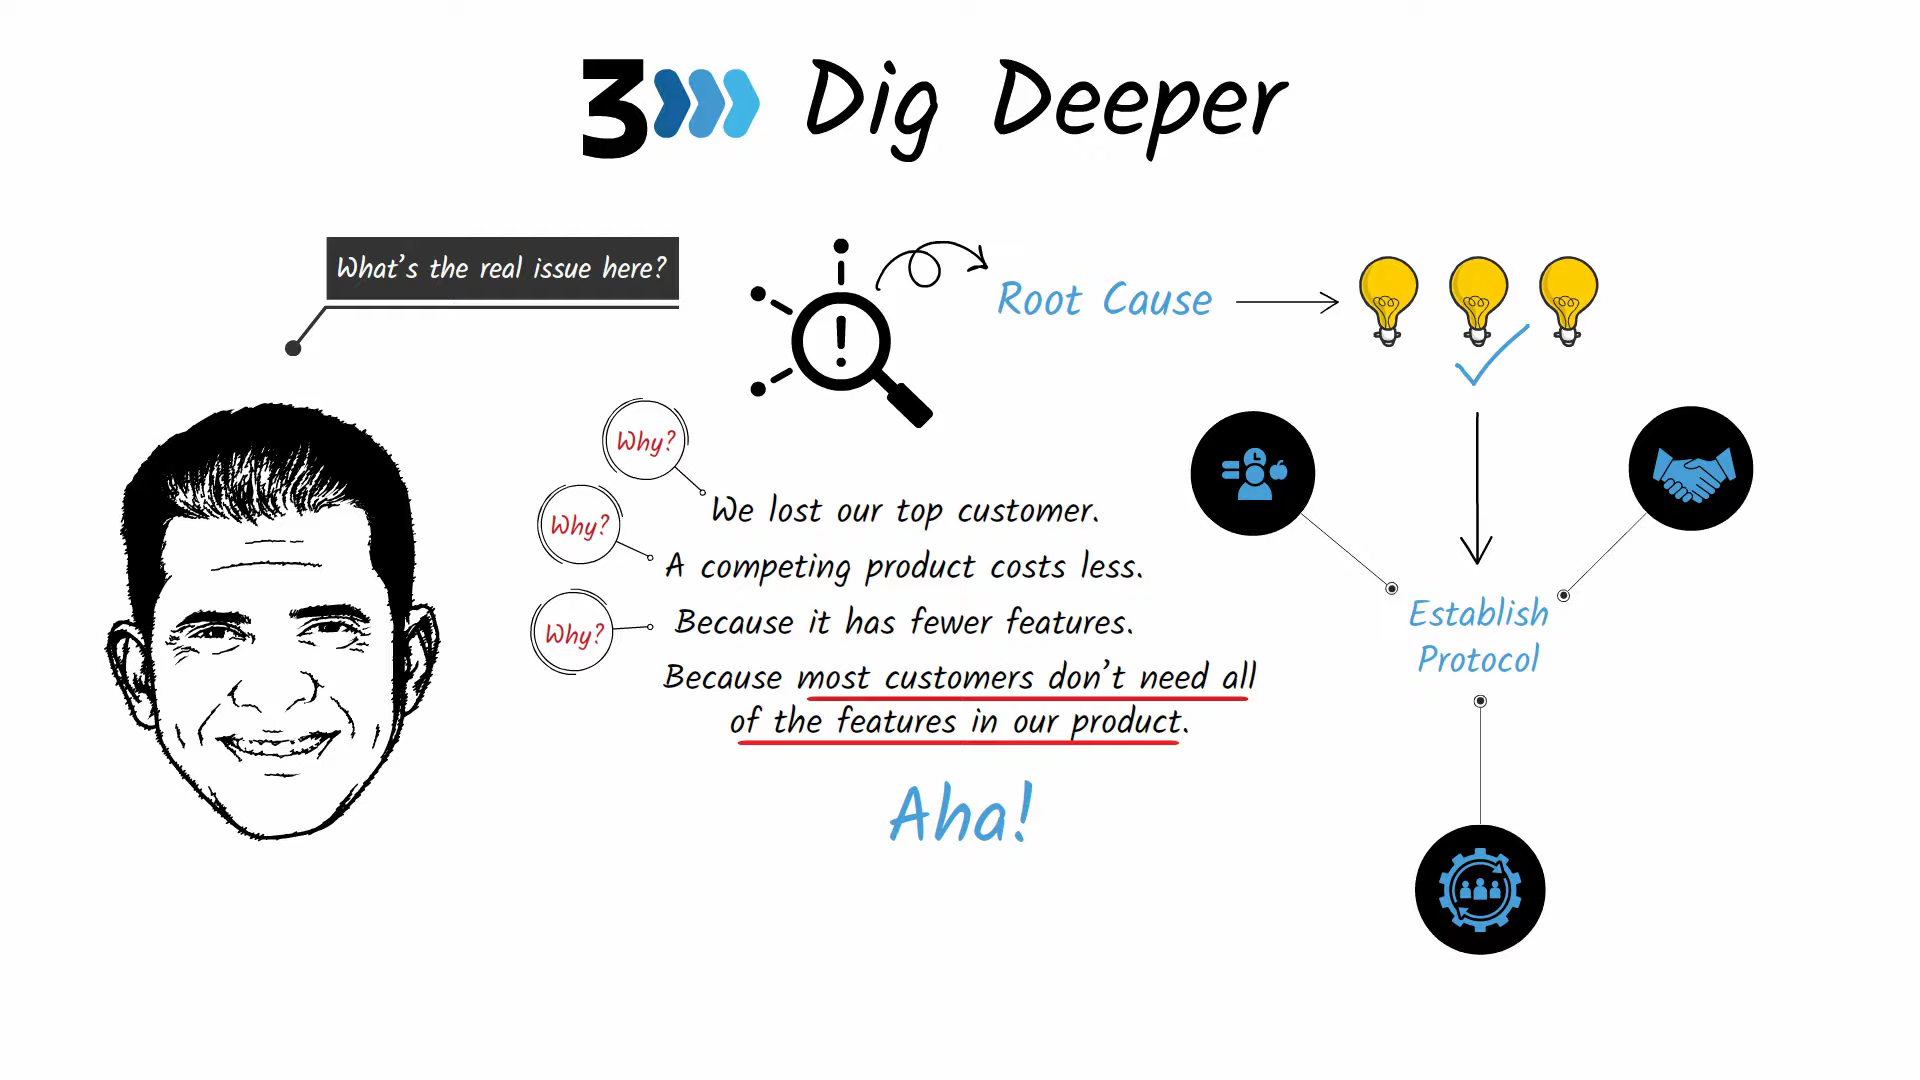 3 Dig Deeper
What's the real issue here?
Root Cause
Why?
We lost our top customer.
Why?
A competing product costs less.
Why?
Because it has fewer features.
Because most customers don't need all
of the features in our product.
Aha!
Establish
Protocol